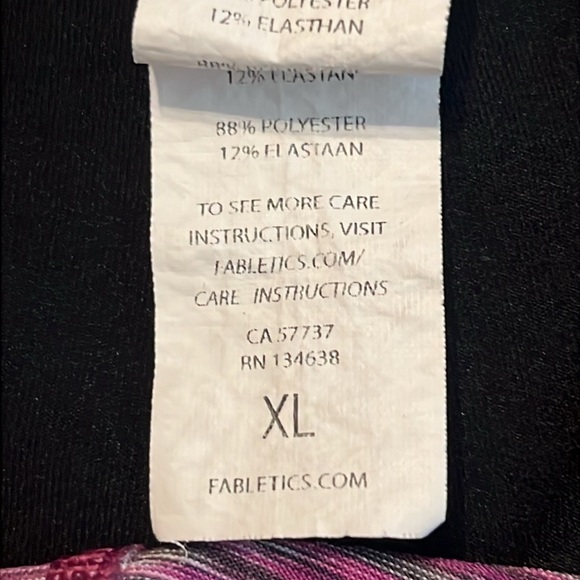 POLYESTER
12% ELASTHAN
12% ELASTAN
88% POLYESTER
12% ELASTAAN
TO SEE MORE CARE
INSTRUCTIONS, VISIT
FABLETICS.COM/
CARE INSTRUCTIONS
CA 57737
RN 134638
XL
FABLETICS.COM